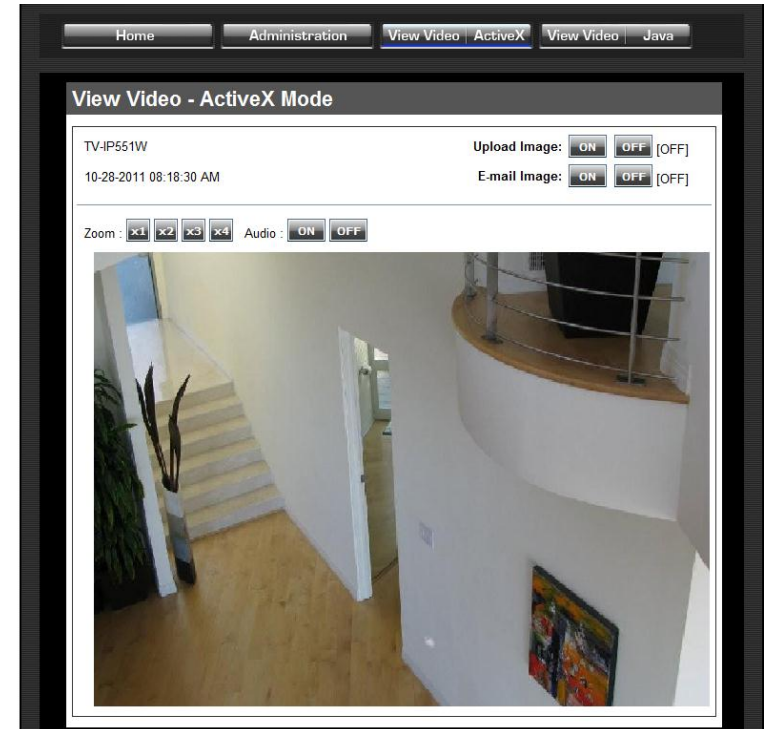 Home Administration View Video ActiveX View Video Java
View Video - ActiveX Mode
TV-IP551W Upload Image: ON OFF [OFF]
10-28-2011 08:18:30 AM E-mail Image: ON OFF [OFF]
Zoom : x1 x2 x3 x4 Audio : ON OFF